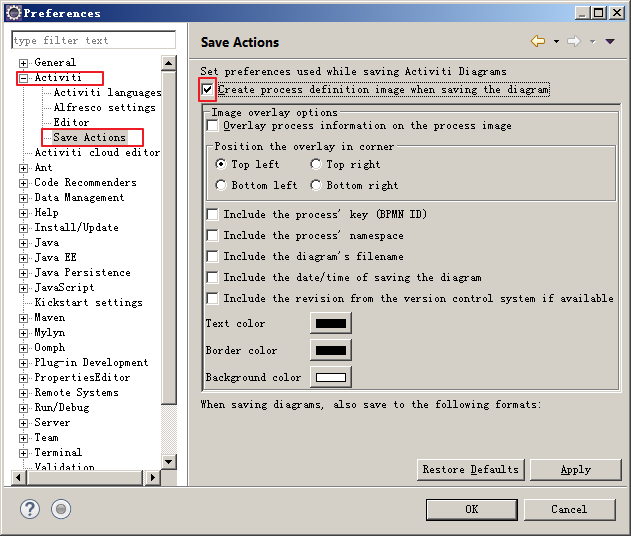 Preferences
type filter text
General
Activiti
Activiti languages
Alfresco settings
Editor
Save Actions
Activiti cloud editor
Ant
Code Recommenders
Data Management
Help
Install/Update
Java
Java EE
Java Persistence
JavaScript
Kickstart settings
Maven
Mylyn
Oomph
Plug-in Development
PropertiesEditor
Remote Systems
Run/Debug
Server
Team
Terminal
Validation
Save Actions
Set preferences used while saving Activiti Diagrams
Create process definition image when saving the diagram
Image overlay options
Overlay process information on the process image
Position the overlay in corner
Top left
Top right
Bottom left
Bottom right
Include the process' key (BPMN ID)
Include the process' namespace
Include the diagram's filename
Include the date/time of saving the diagram
Include the revision from the version control system if available
Text color
Border color
Background color
When saving diagrams, also save to the following formats:
Restore Defaults
Apply
?
OK
Cancel